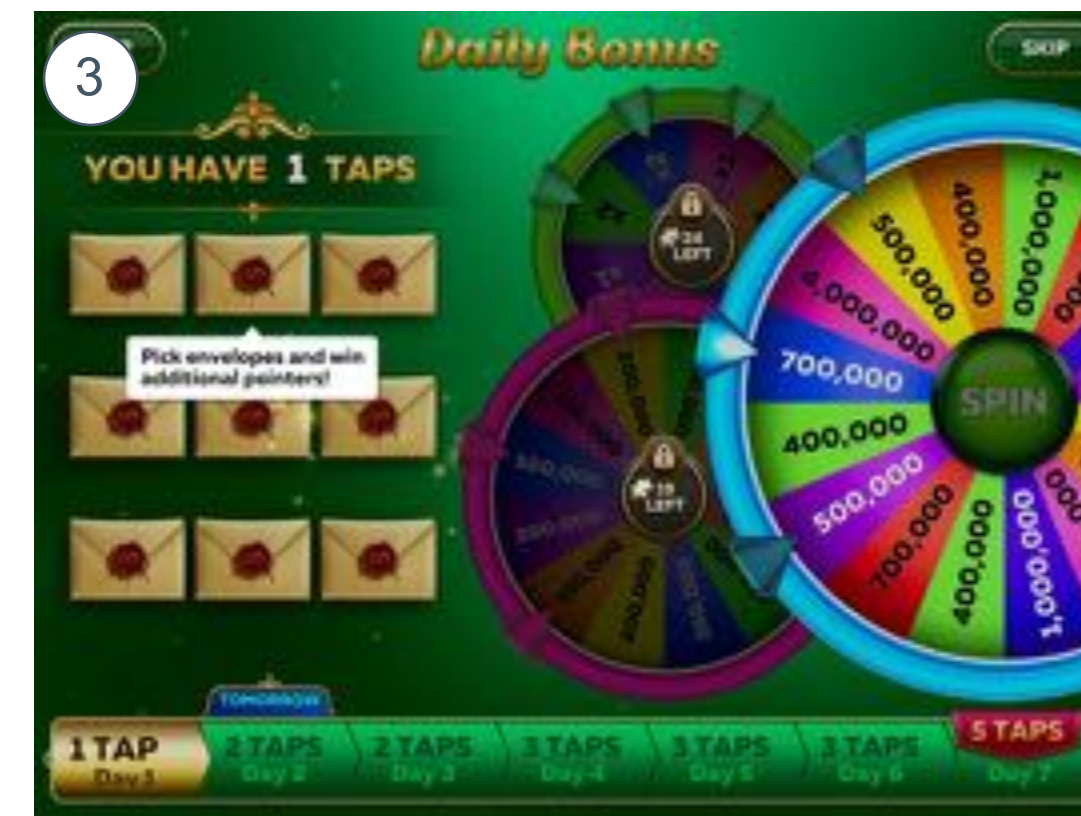 3
Daily Bonus
SKIP
YOU HAVE 1 TAPS
Pick envelopes and win
additional pointers!
LEFT
LEFT
1,000,000
400,000
500,000
4,000,000
700,000
400,000
500,000
700,000
400,000
1,000,000
000
SPIN
TOMORROW
1 TAP
2 TAPS
2 TAPS
3 TAPS
3 TAPS
3 TAPS
5 TAPS
Day 1
Day 2
Day 3
Day 4
Day 5
Day 6
Day 7